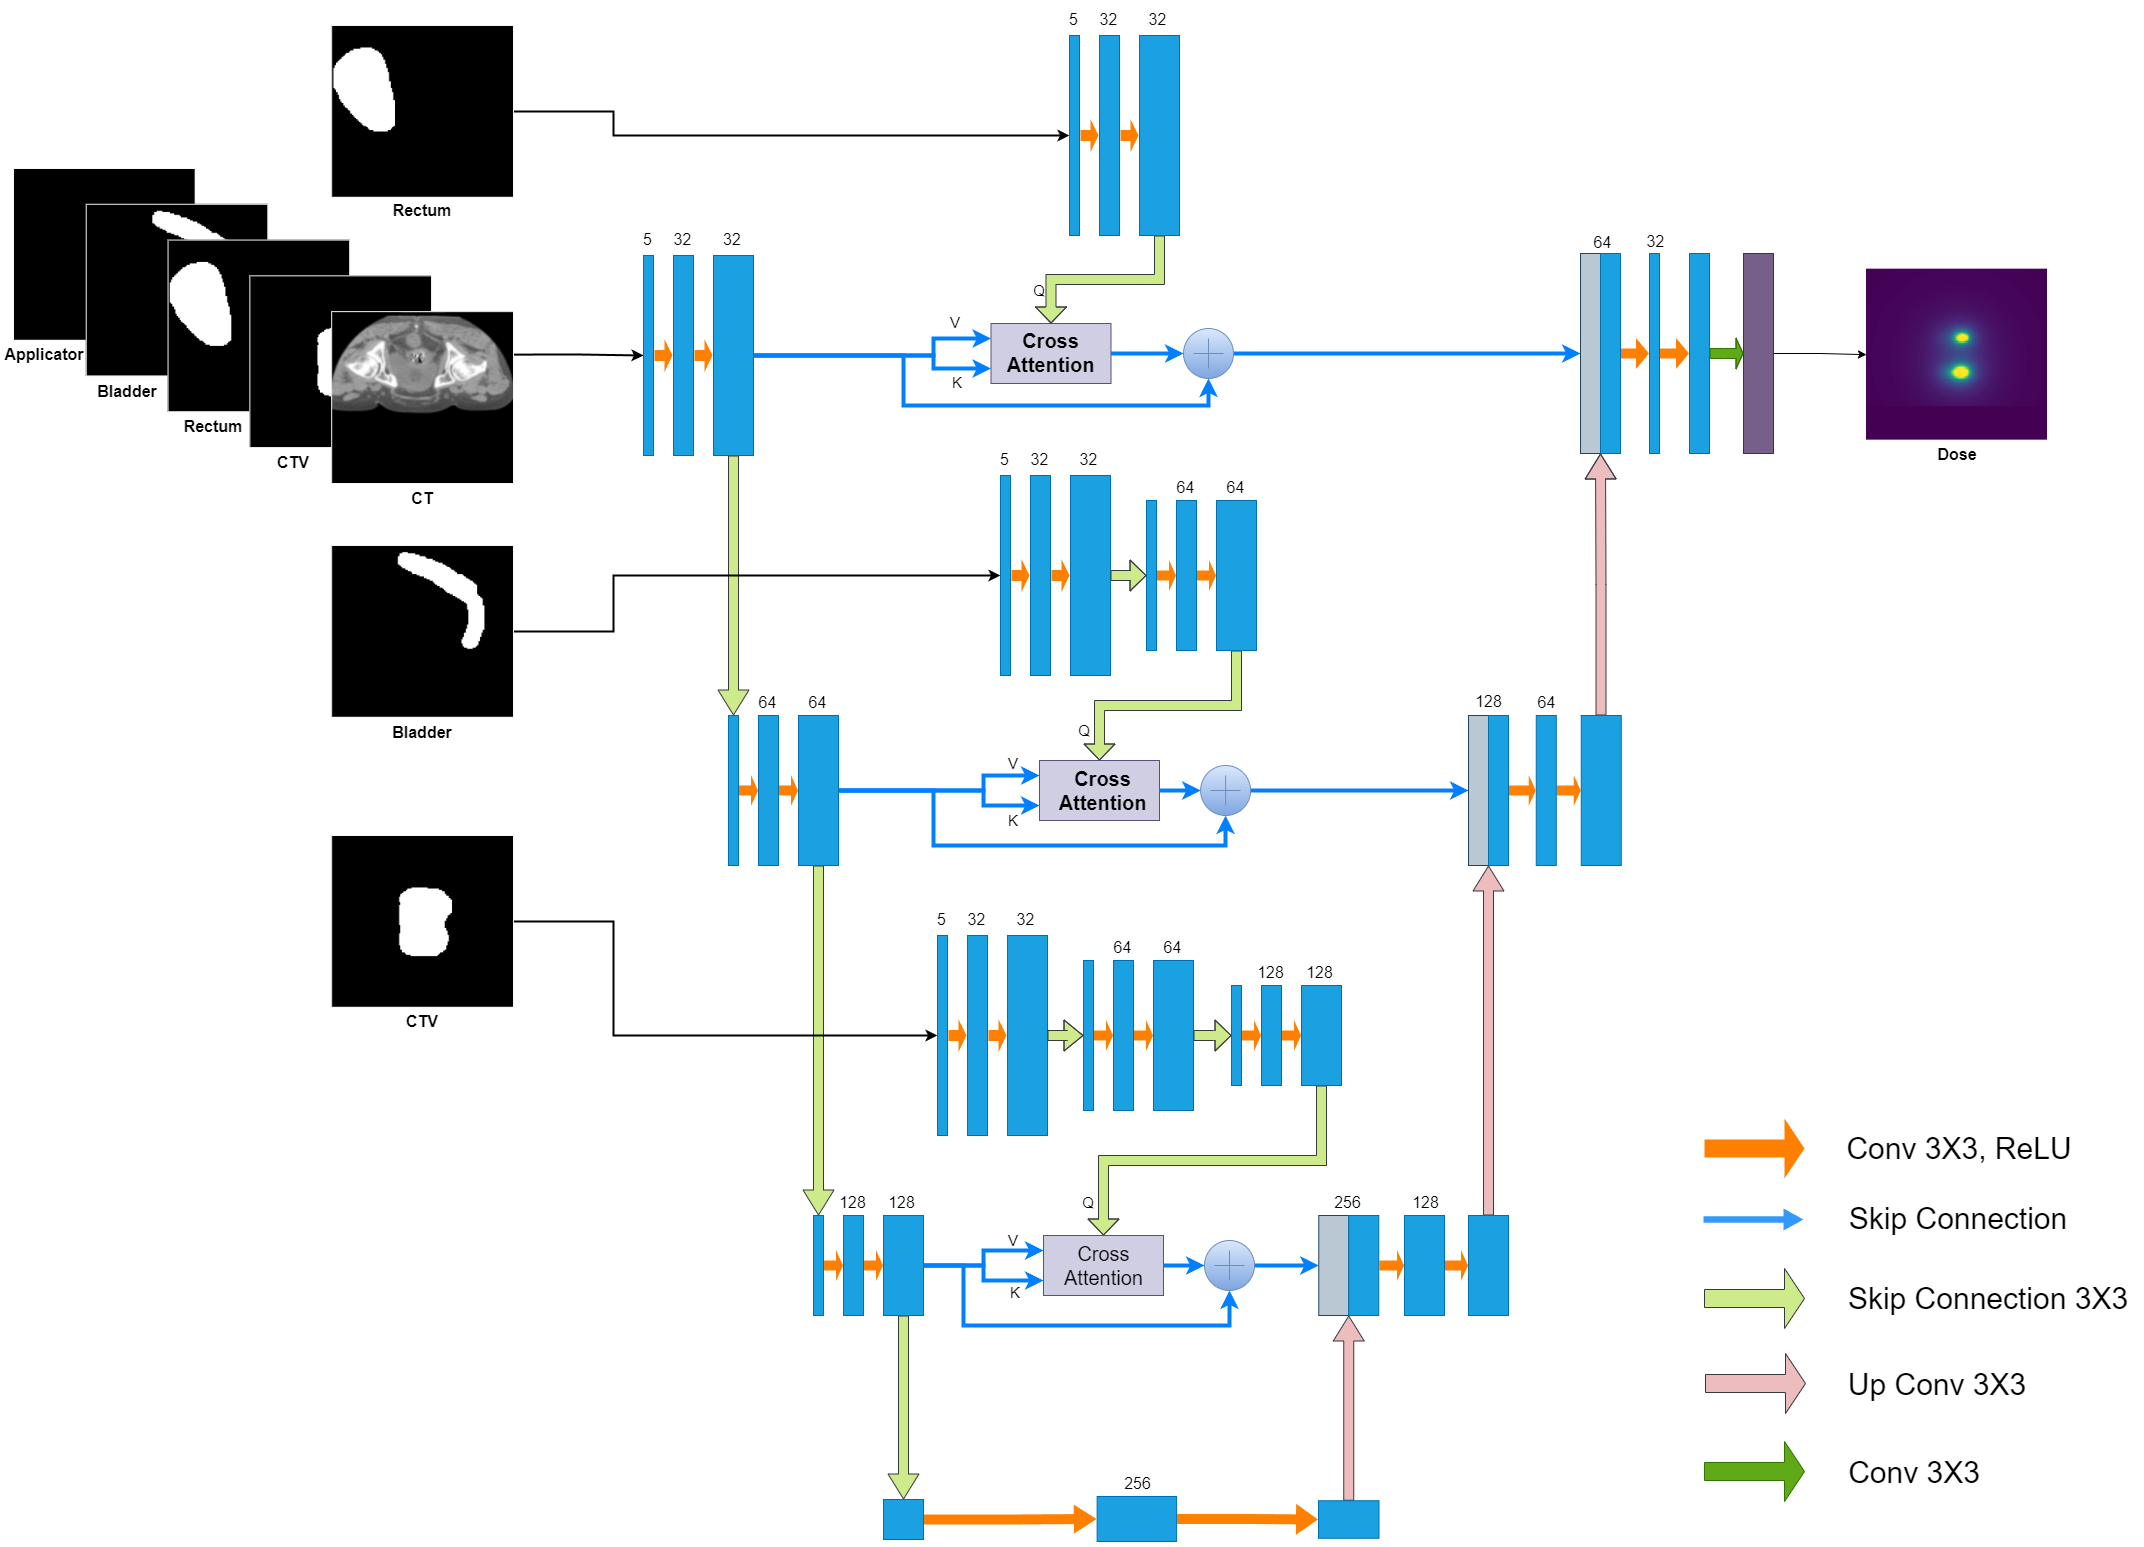 5 32 32
Rectum
5 32 32
Q
V
Cross
Attention
K
64 32
Applicator
Bladder
Rectum
CTV
CT
Dose
5 32 32
64 64
Bladder
64 64
Q
V
Cross
Attention
K
128 64
CTV
5 32 32
64 64
128 128
128 128
Q
V
Cross
Attention
K
256 128
256
Conv 3X3, ReLU
Skip Connection
Skip Connection 3X3
Up Conv 3X3
Conv 3X3